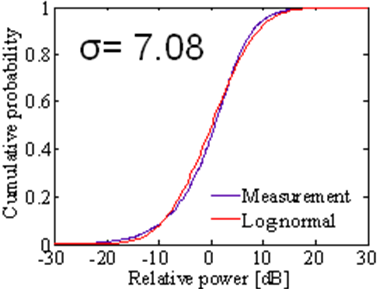 σ= 7.08
Cumulative probability
1
0.8
0.6
0.4
0.2
0
Measurement
Log-normal
-30 -20 -10 0 10 20 30
Relative power [dB]